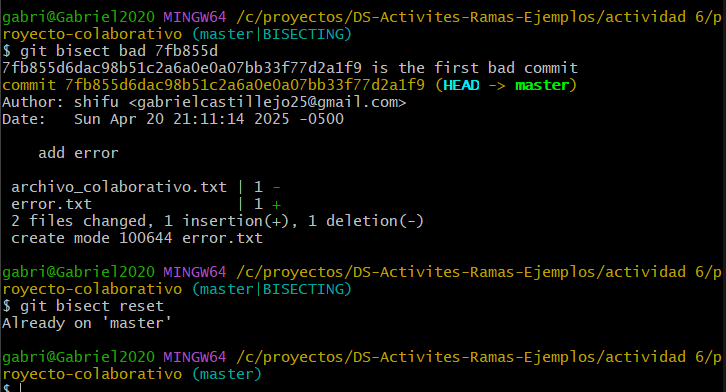 gabri@Gabriel2020 MINGW64 /c/proyectos/DS-Activites-Ramas-Ejemplos/actividad 6/p
royecto-colaborativo (master|BISECTING)
$ git bisect bad 7fb855d
7fb855d6dac98b51c2a6a0e0a07bb33f77d2a1f9 is the first bad commit
commit 7fb855d6dac98b51c2a6a0e0a07bb33f77d2a1f9 (HEAD -> master)
Author: shifu <gabrielcastillejo25@gmail.com>
Date:   Sun Apr 20 21:11:14 2025 -0500

    add error

 archivo_colaborativo.txt | 1 -
 error.txt                | 1 +
 2 files changed, 1 insertion(+), 1 deletion(-)
 create mode 100644 error.txt

gabri@Gabriel2020 MINGW64 /c/proyectos/DS-Activites-Ramas-Ejemplos/actividad 6/p
royecto-colaborativo (master|BISECTING)
$ git bisect reset
Already on 'master'

gabri@Gabriel2020 MINGW64 /c/proyectos/DS-Activites-Ramas-Ejemplos/actividad 6/p
royecto-colaborativo (master)
$